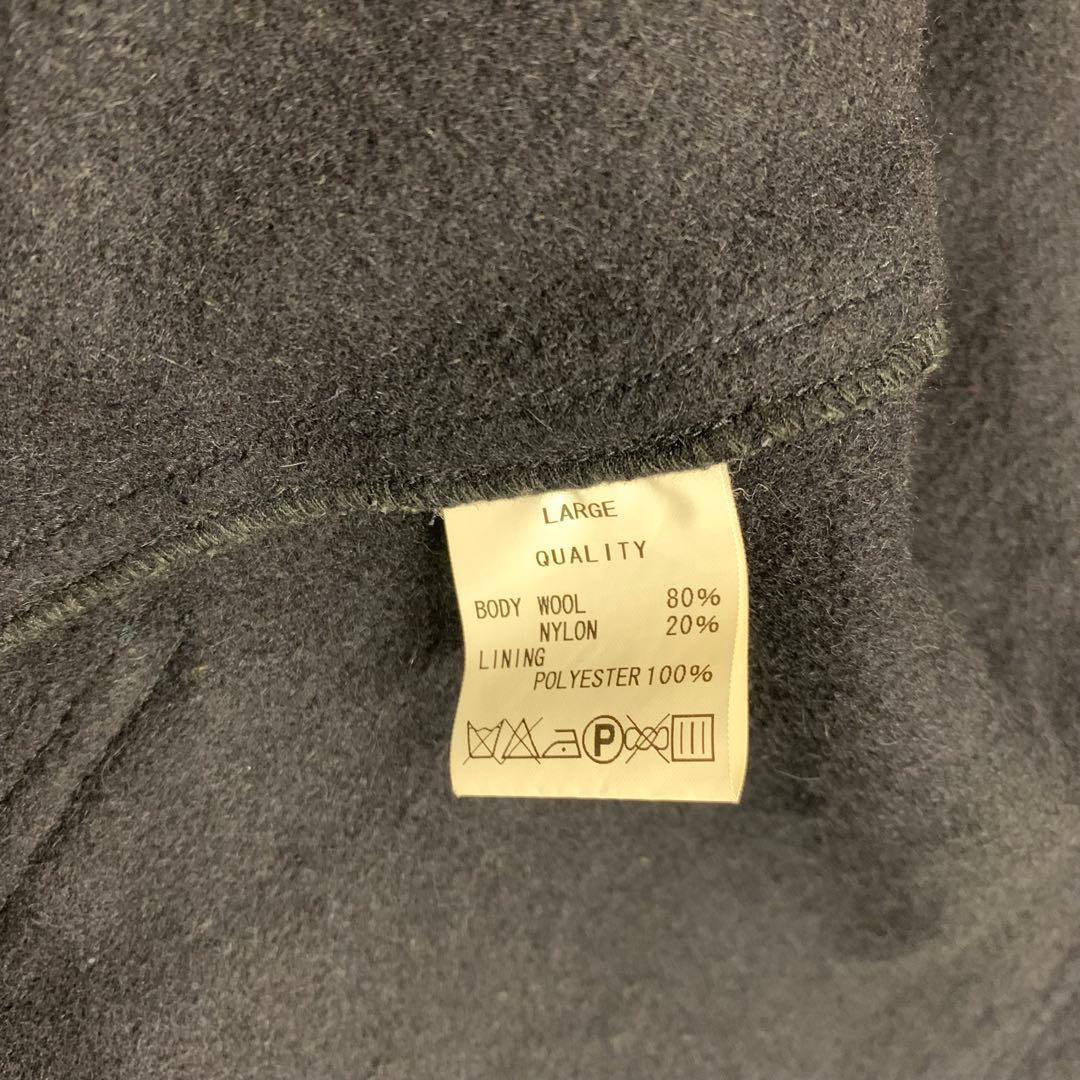 LARGE
QUALITY
BODY WOOL 80%
NYLON 20%
LINING
POLYESTER 100%
P